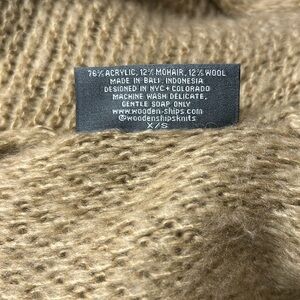 76% ACRYLIC, 12% MOHAIR, 12% WOOL
MADE IN BALI, INDONESIA
DESIGNED IN NYC + COLORADO
MACHINE WASH DELICATE,
GENTLE SOAP ONLY
www.wooden-ships.com
@woodenshipsknits
X/S